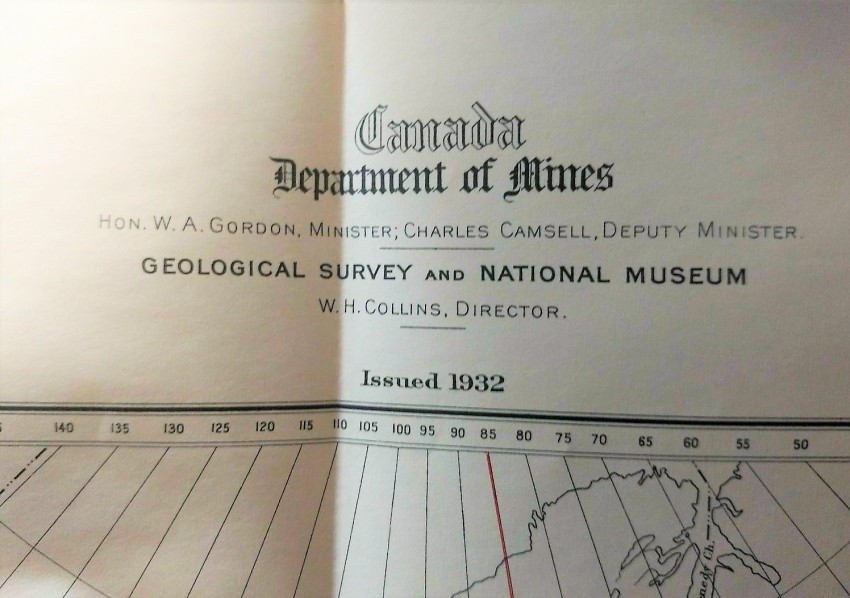 Canada
Department of Mines
HON. W. A. GORDON, MINISTER; CHARLES CAMSELL, DEPUTY MINISTER.
GEOLOGICAL SURVEY AND NATIONAL MUSEUM
W. H. COLLINS, DIRECTOR.
Issued 1932
140 135 130 125 120 115 110 105 100 95 90 85 80 75 70 65 60 55 50
Ch.